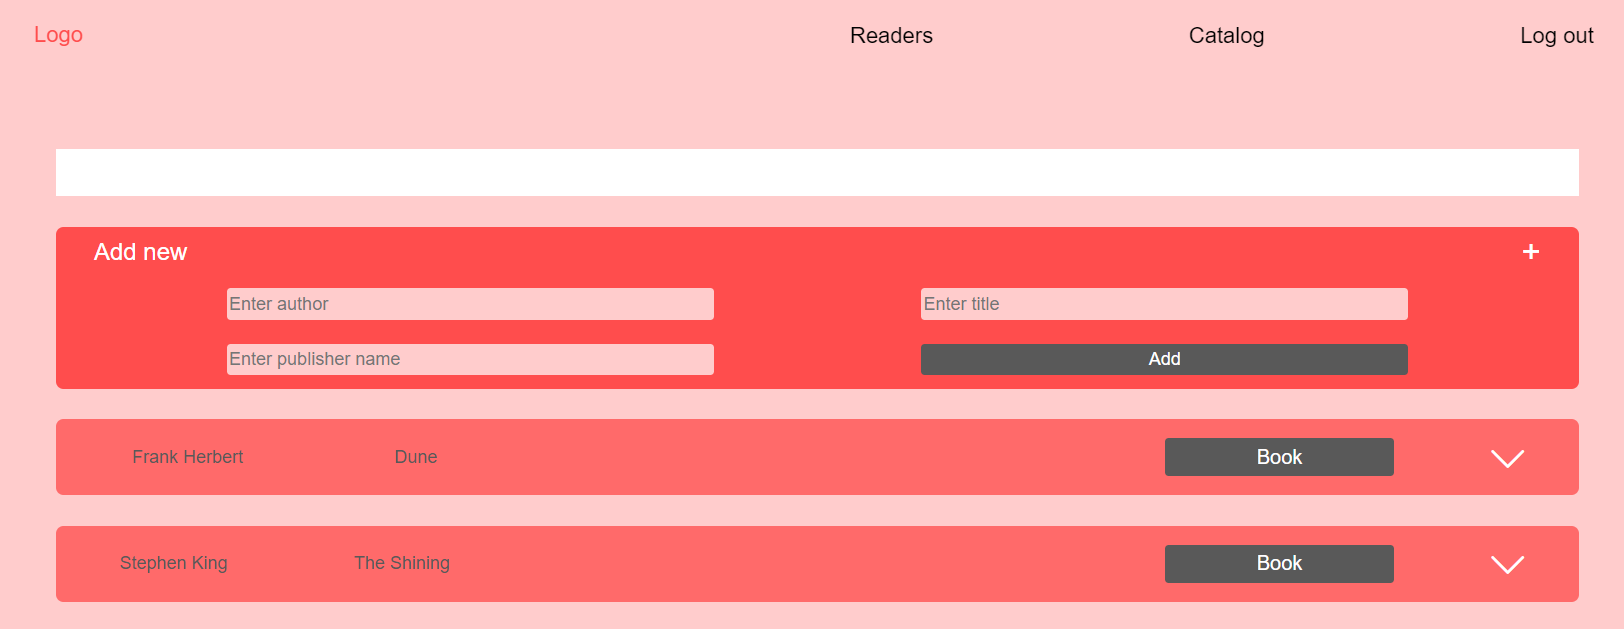 Logo Readers Catalog Log out
Add new +
Enter author Enter title
Enter publisher name Add
Frank Herbert Dune Book
Stephen King The Shining Book